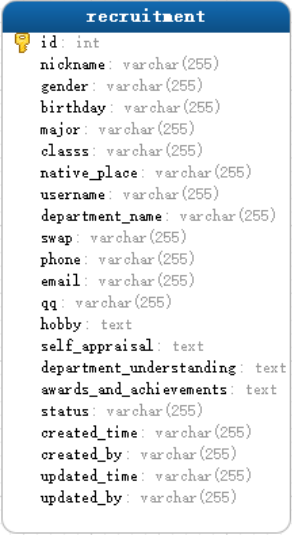 recruitment
id: int
nickname: varchar(255)
gender: varchar(255)
birthday: varchar(255)
major: varchar(255)
classs: varchar(255)
native_place: varchar(255)
username: varchar(255)
department_name: varchar(255)
swap: varchar(255)
phone: varchar(255)
email: varchar(255)
qq: varchar(255)
hobby: text
self_appraisal: text
department_understanding: text
awards_and_achievements: text
status: varchar(255)
created_time: varchar(255)
created_by: varchar(255)
updated_time: varchar(255)
updated_by: varchar(255)